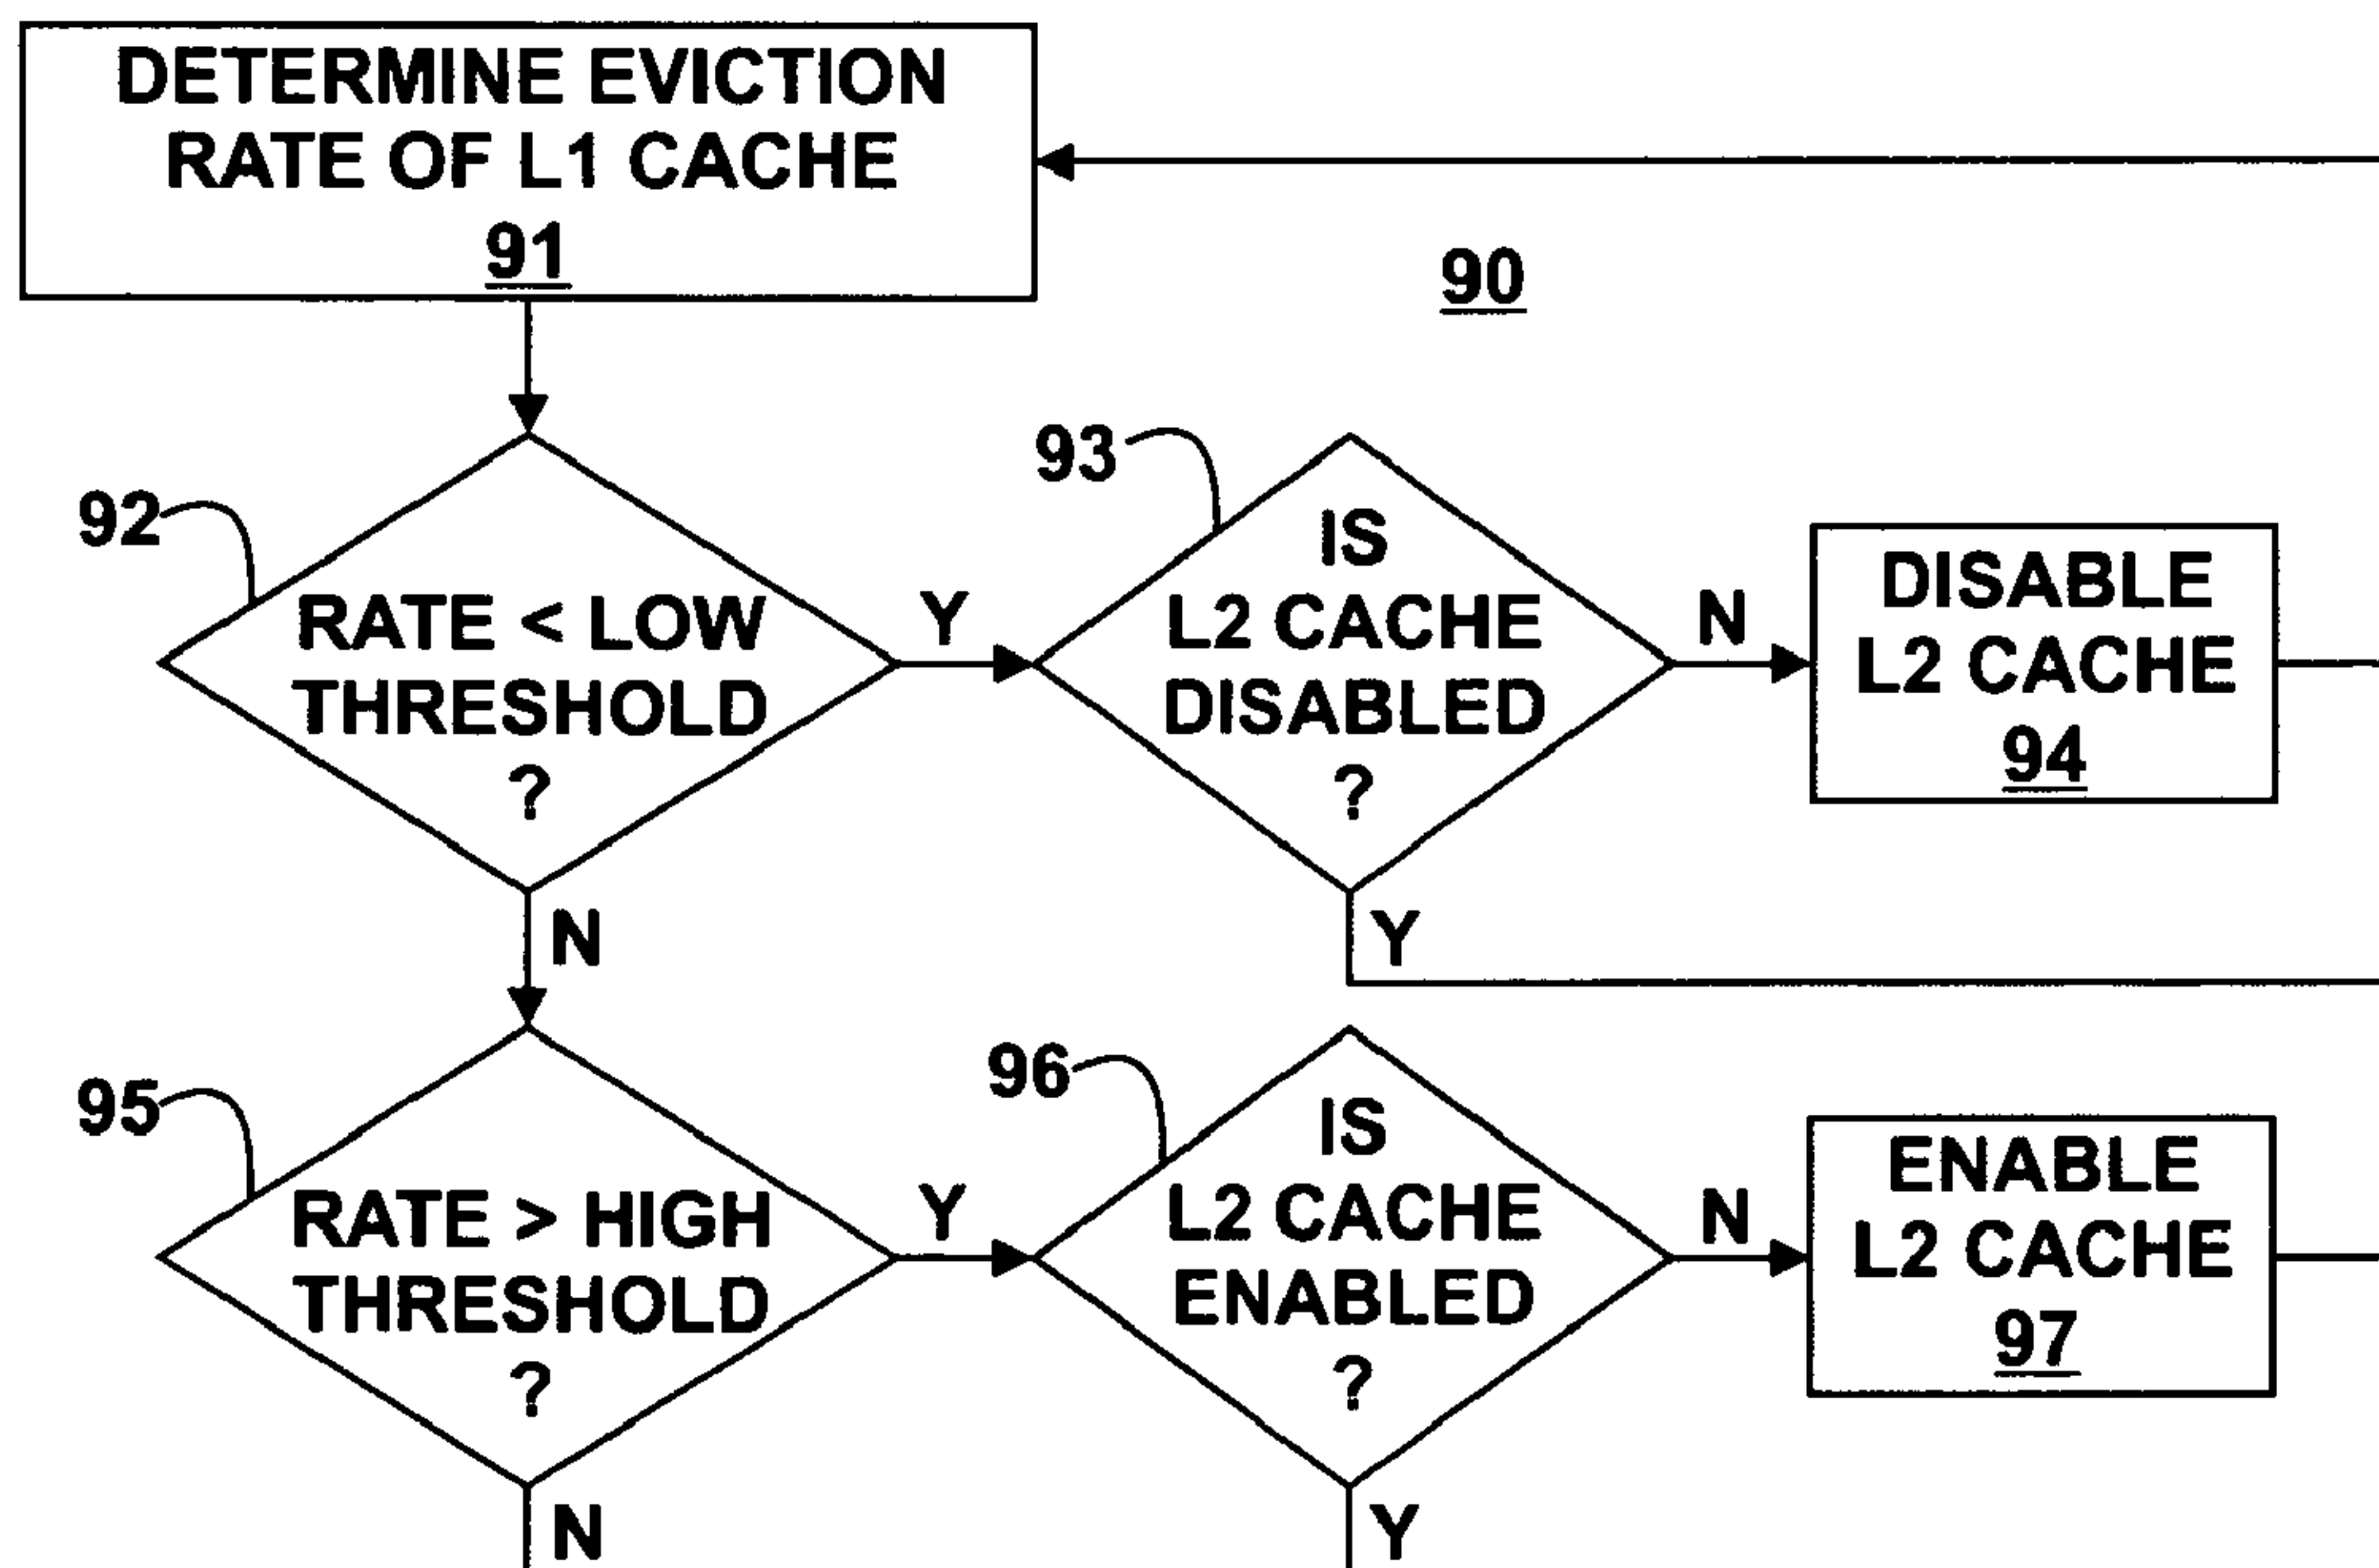 DETERMINE EVICTION
RATE OF L1 CACHE
91
90
92
RATE < LOW
THRESHOLD
?
Y
N
93
IS
L2 CACHE
DISABLED
?
N
Y
DISABLE
L2 CACHE
94
95
RATE > HIGH
THRESHOLD
?
Y
N
96
IS
L2 CACHE
ENABLED
?
N
Y
ENABLE
L2 CACHE
97